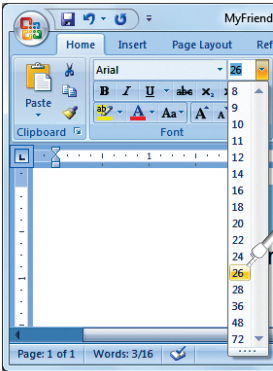 MyFriend
Home Insert Page Layout Ref
Arial 26
Paste
B I U abe X₂
ab A Aa A A
Clipboard Font
8
9
10
11
12
14
16
18
20
22
24
26
28
36
48
72
L 1
1
Page: 1 of 1 Words: 3/16